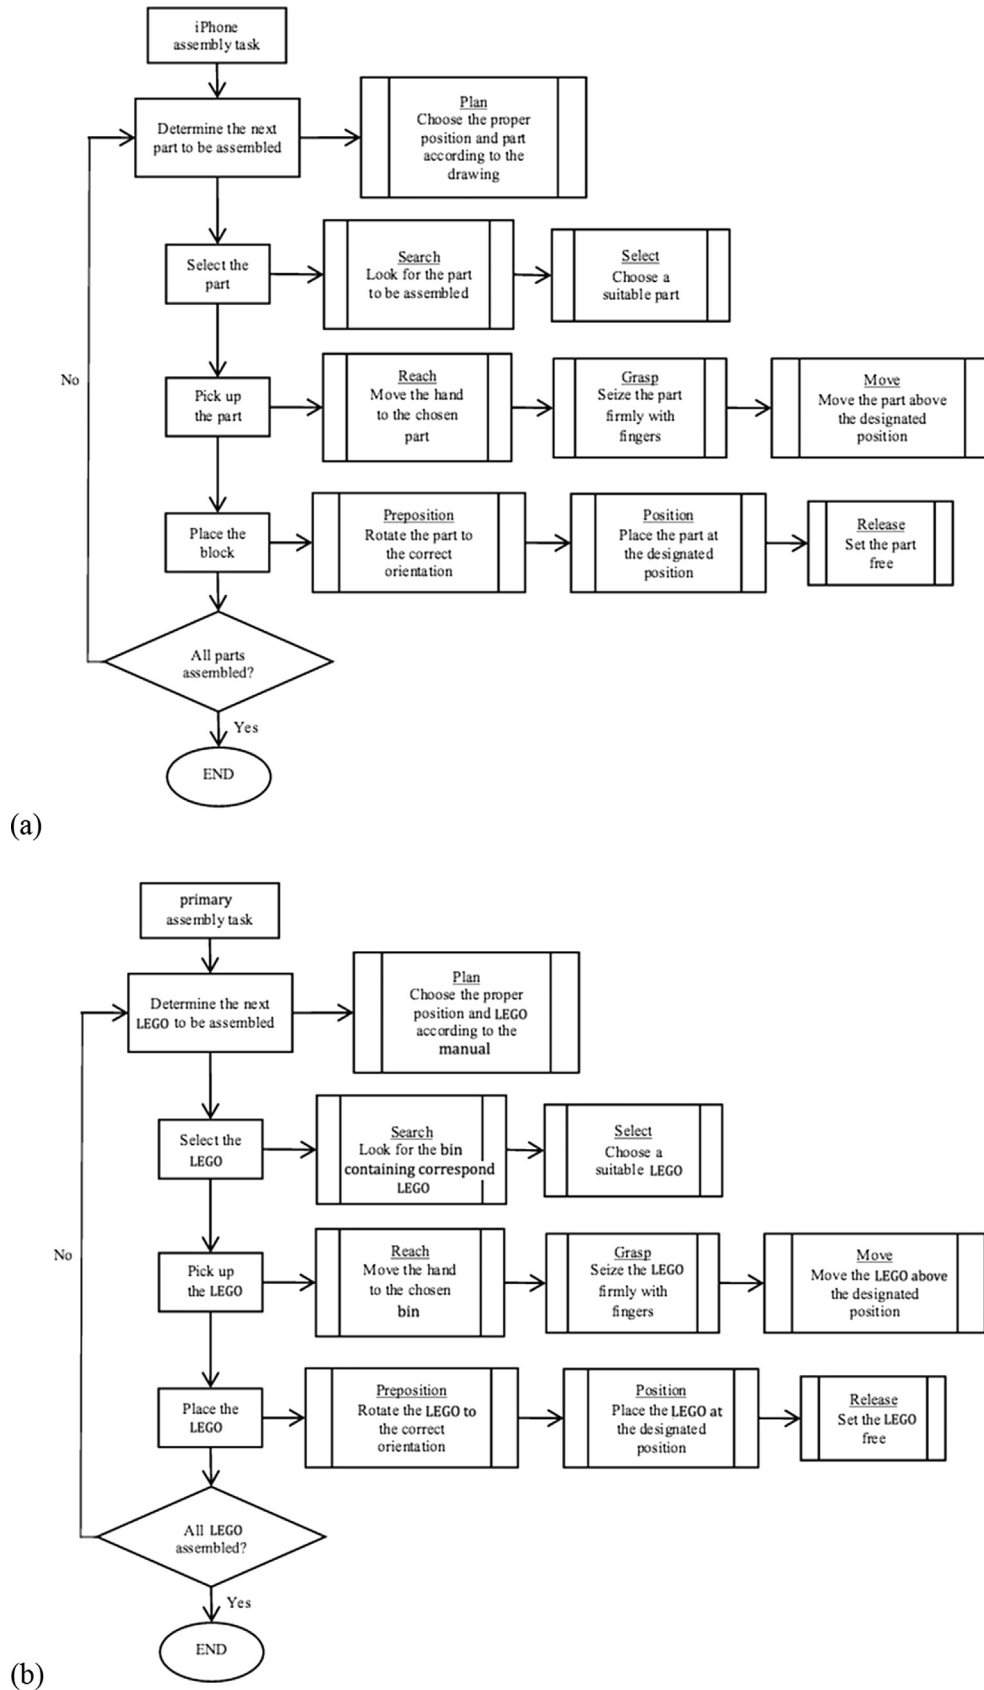 iPhone
assembly task
Determine the next
part to be assembled
Plan
Choose the proper
position and part
according to the
drawing
Select the
part
Search
Look for the part
to be assembled
Select
Choose a
suitable part
No
Pick up
the part
Reach
Move the hand
to the chosen
part
Grasp
Seize the part
firmly with
fingers
Move
Move the part above
the designated
position
Place the
block
Preposition
Rotate the part to
the correct
orientation
Position
Place the part at
the designated
position
Release
Set the part
free
All parts
assembled?
Yes
END
(a)
primary
assembly task
Determine the next
LEGO to be assembled
Plan
Choose the proper
position and LEGO
according to the
manual
Select the
LEGO
Search
Look for the bin
containing correspond
LEGO
Select
Choose a
suitable LEGO
No
Pick up
the LEGO
Reach
Move the hand
to the chosen
bin
Grasp
Seize the LEGO
firmly with
fingers
Move
Move the LEGO above
the designated
position
Place the
LEGO
Preposition
Rotate the LEGO to
the correct
orientation
Position
Place the LEGO at
the designated
position
Release
Set the LEGO
free
All LEGO
assembled?
Yes
END
(b)